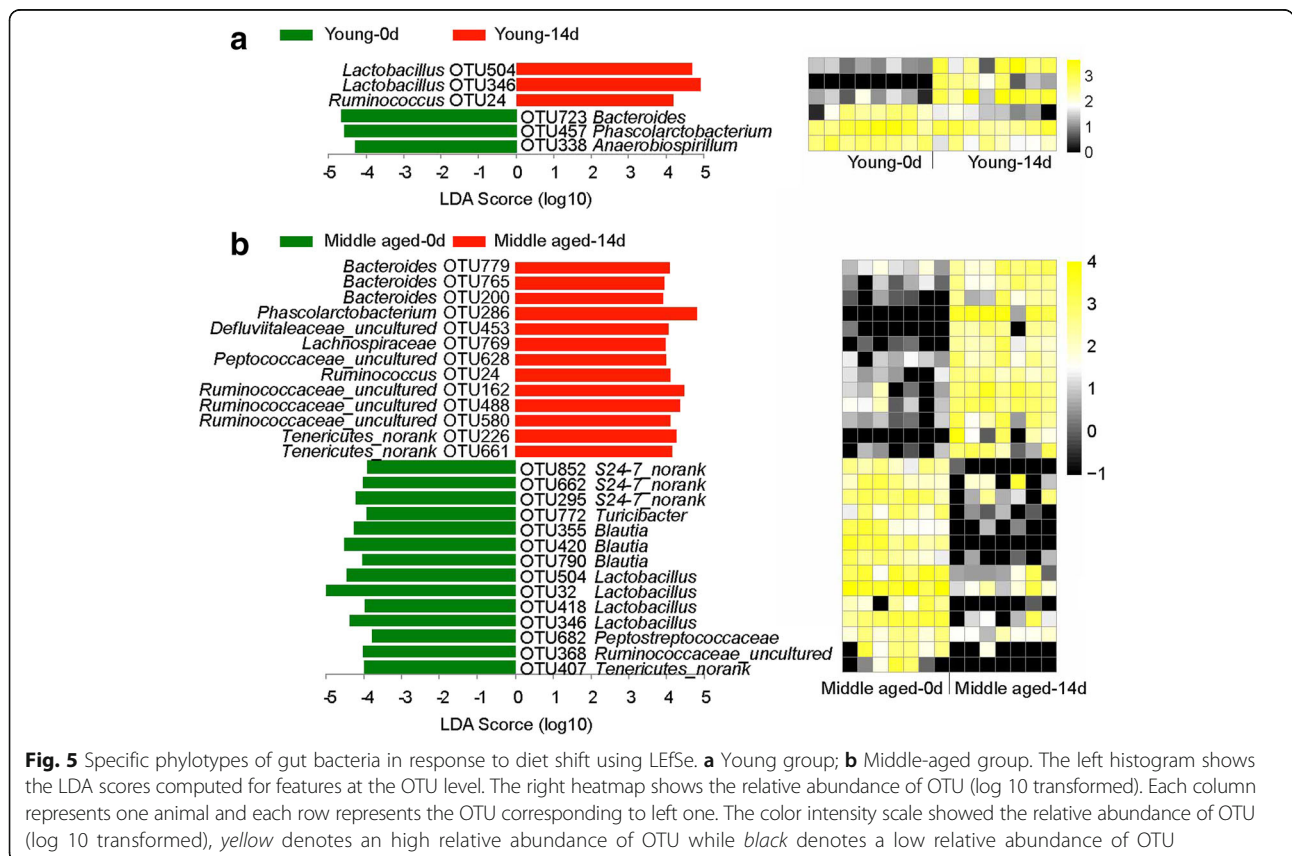 a
Young-0d
Young-14d
Lactobacillus OTU504
Lactobacillus OTU346
Ruminococcus OTU24
OTU723 Bacteroides
OTU457 Phascolarctobacterium
OTU338 Anaerobiospirillum
-5 -4 -3 -2 -1 0 1 2 3 4 5
LDA Scorce (log10)
3
2
1
0
Young-0d
Young-14d
b
Middle aged-0d
Middle aged-14d
Bacteroides OTU779
Bacteroides OTU765
Bacteroides OTU200
Phascolarctobacterium OTU286
Defluviitaleaceae_uncultured OTU453
Lachnospiraceae OTU769
Peptococcaceae_uncultured OTU628
Ruminococcus OTU24
Ruminococcaceae_uncultured OTU162
Ruminococcaceae_uncultured OTU488
Ruminococcaceae_uncultured OTU580
Tenericutes_norank OTU226
Tenericutes_norank OTU661
OTU852 S24-7_norank
OTU662 S24-7_norank
OTU295 S24-7_norank
OTU772 Turicibacter
OTU355 Blautia
OTU420 Blautia
OTU790 Blautia
OTU504 Lactobacillus
OTU32 Lactobacillus
OTU418 Lactobacillus
OTU346 Lactobacillus
OTU682 Peptostreptococcaceae
OTU368 Ruminococcaceae_uncultured
OTU407 Tenericutes_norank
-5 -4 -3 -2 -1 0 1 2 3 4 5
LDA Scorce (log10)
4
3
2
1
0
-1
Middle aged-0d
Middle aged-14d
Fig. 5 Specific phylotypes of gut bacteria in response to diet shift using LEfSe. a Young group; b Middle-aged group. The left histogram shows
the LDA scores computed for features at the OTU level. The right heatmap shows the relative abundance of OTU (log 10 transformed). Each column
represents one animal and each row represents the OTU corresponding to left one. The color intensity scale showed the relative abundance of OTU
(log 10 transformed), yellow denotes an high relative abundance of OTU while black denotes a low relative abundance of OTU